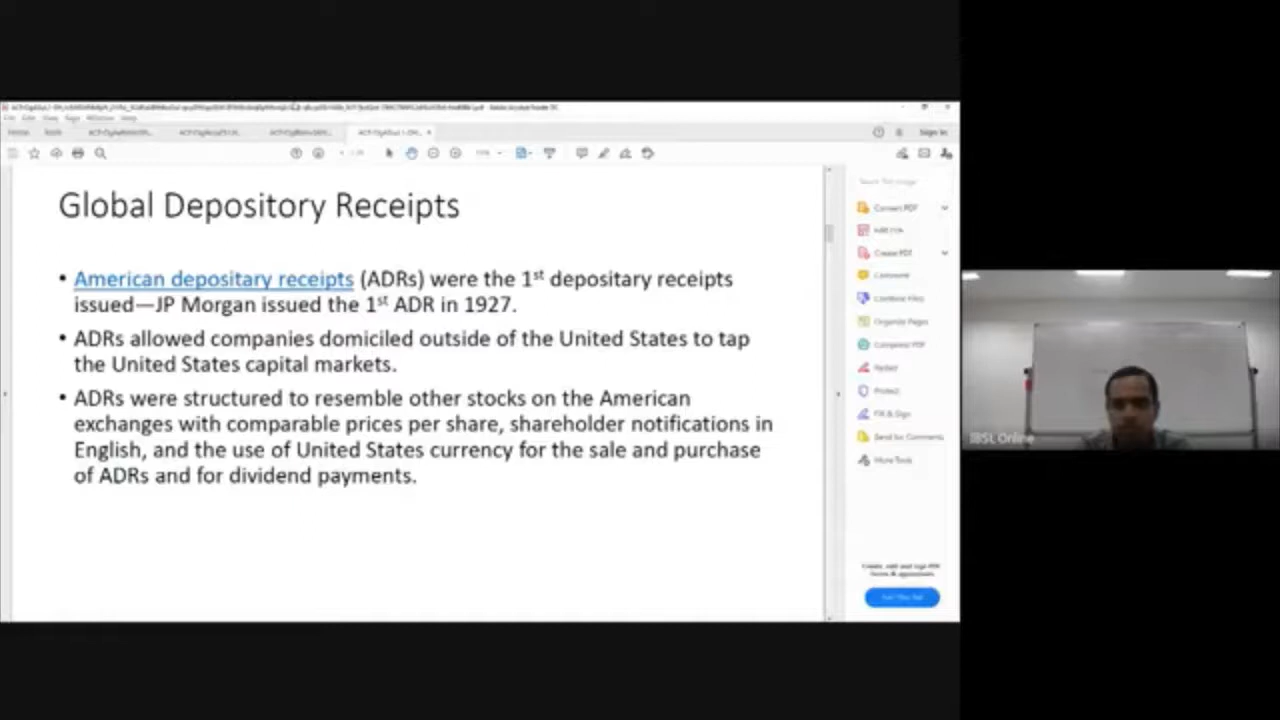 Sign In
Global Depository Receipts
• American depositary receipts (ADRs) were the 1st depositary receipts
issued—JP Morgan issued the 1st ADR in 1927.
• ADRs allowed companies domiciled outside of the United States to tap
the United States capital markets.
• ADRs were structured to resemble other stocks on the American
exchanges with comparable prices per share, shareholder notifications in
English, and the use of United States currency for the sale and purchase
of ADRs and for dividend payments.
Convert PDF
Create PDF
Comment
Combine Files
Organize Pages
Compress PDF
Redact
Protect
Fill & Sign
Send for Comments
More Tools
IBSL Online